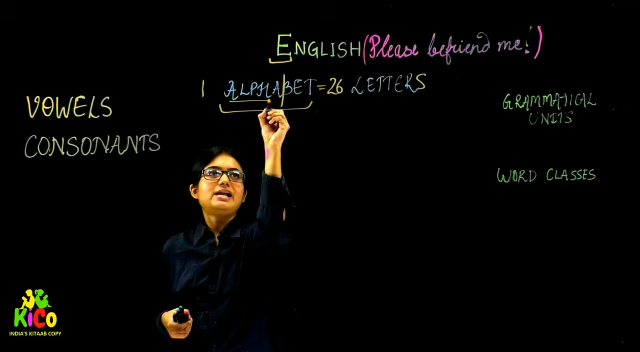 ENGLISH (Please befriend me!)
1 ALPHABET = 26 LETTERS
VOWELS
CONSONANTS
GRAMMATICAL
UNITS
WORD CLASSES
KiCo
INDIA'S KITAAB COPY